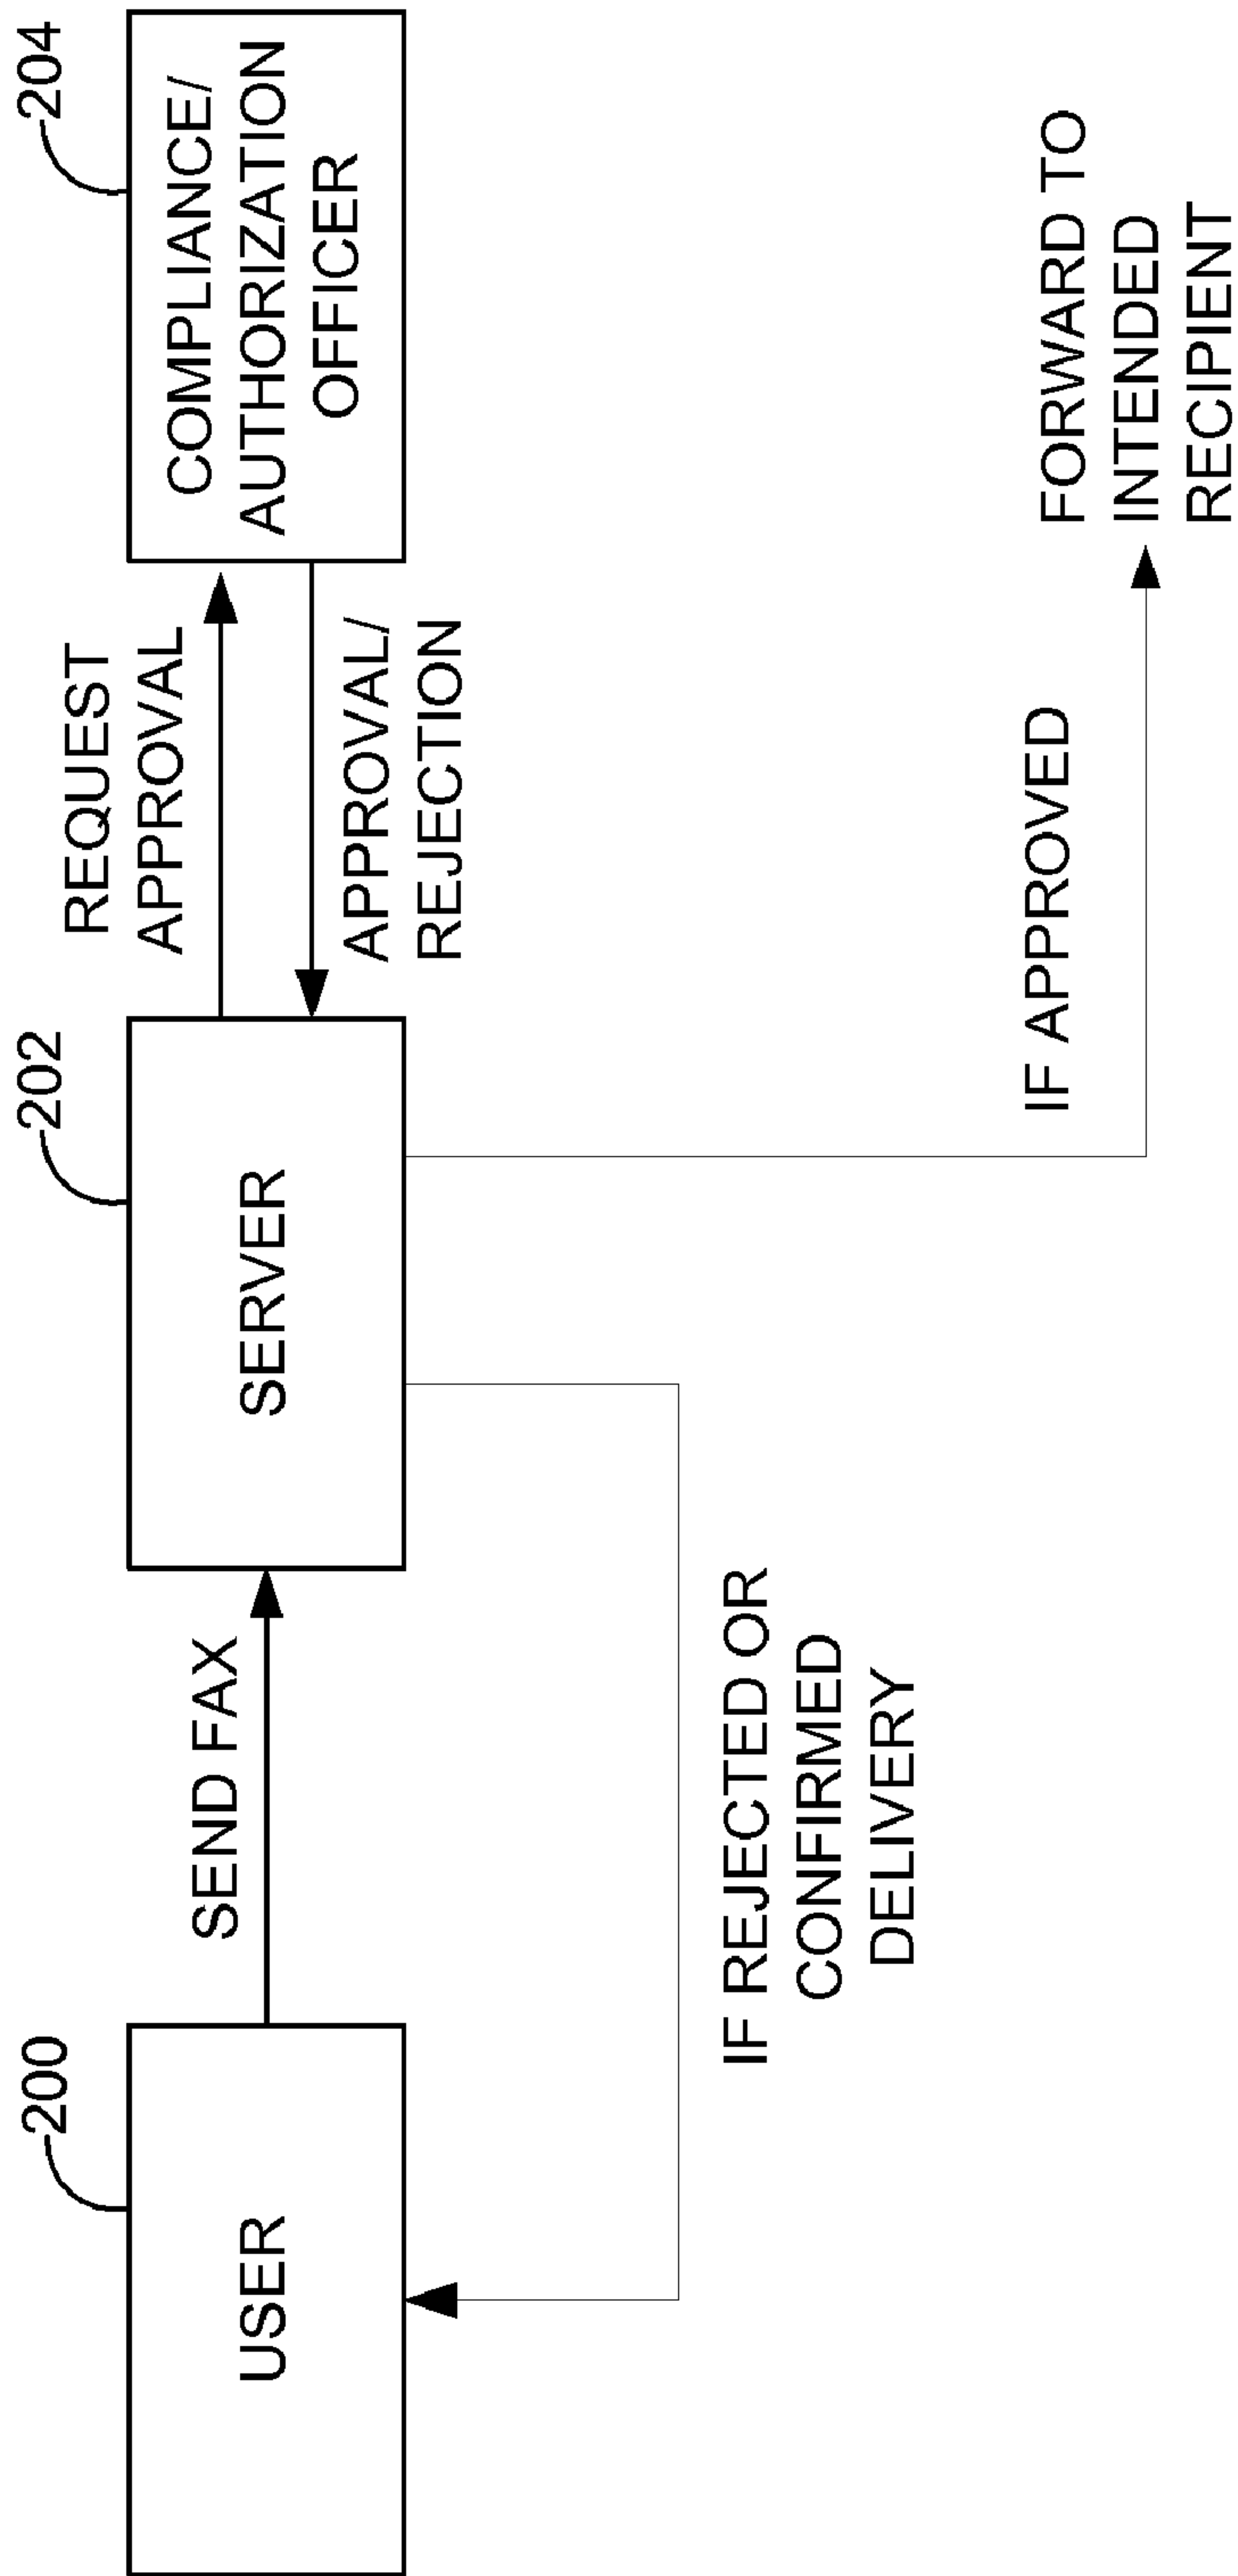 200
USER
SEND FAX
202
SERVER
REQUEST
APPROVAL
APPROVAL/
REJECTION
204
COMPLIANCE/
AUTHORIZATION
OFFICER
IF REJECTED OR
CONFIRMED
DELIVERY
IF APPROVED
FORWARD TO
INTENDED
RECIPIENT